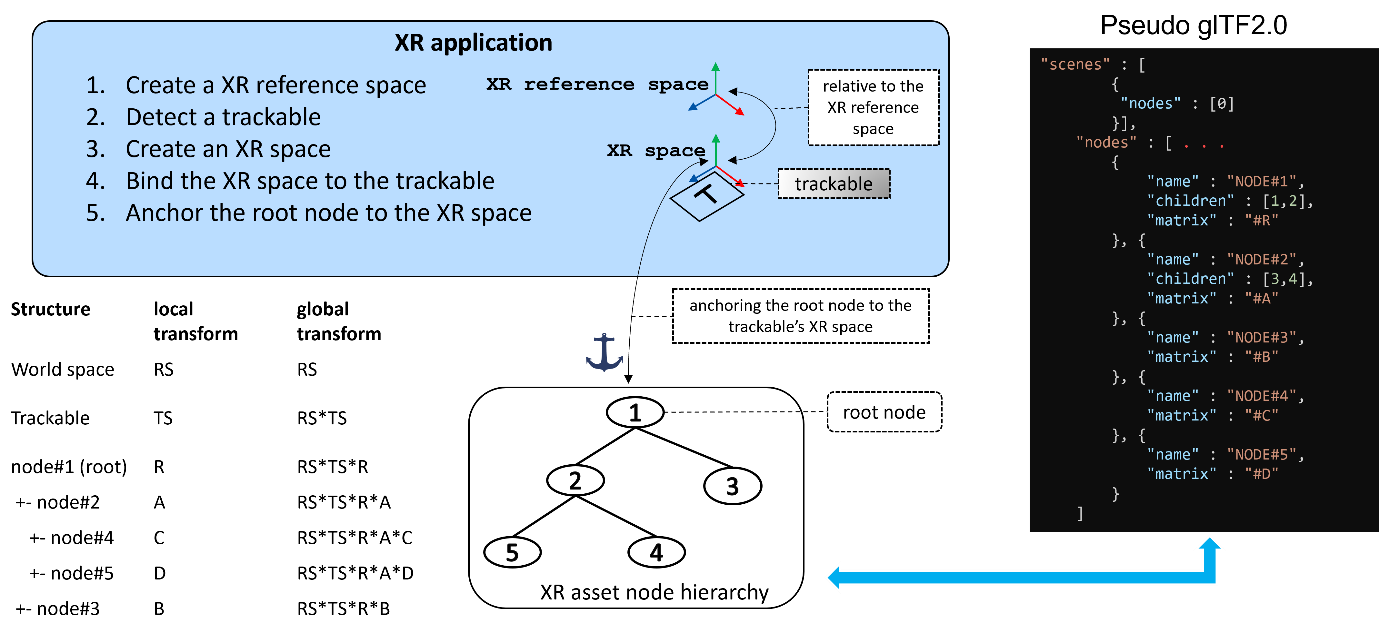 XR application
1. Create a XR reference space
2. Detect a trackable
3. Create an XR space
4. Bind the XR space to the trackable
5. Anchor the root node to the XR space
XR reference space
relative to the
XR reference
space
XR space
T
trackable
anchoring the root node to the
trackable's XR space
Structure local transform global transform
World space RS RS
Trackable TS RS*TS
node#1 (root) R RS*TS*R
+- node#2 A RS*TS*R*A
+- node#4 C RS*TS*R*A*C
+- node#5 D RS*TS*R*A*D
+- node#3 B RS*TS*R*B
1
root node
2
3
5
4
XR asset node hierarchy
Pseudo glTF2.0
"scenes" : [
{
"nodes" : [0]
}],
"nodes" : [ . . .
{
"name" : "NODE#1",
"children" : [1,2],
"matrix" : "#R"
}, {
"name" : "NODE#2",
"children" : [3,4],
"matrix" : "#A"
}, {
"name" : "NODE#3",
"matrix" : "#B"
}, {
"name" : "NODE#4",
"matrix" : "#C"
}, {
"name" : "NODE#5",
"matrix" : "#D"
}
]